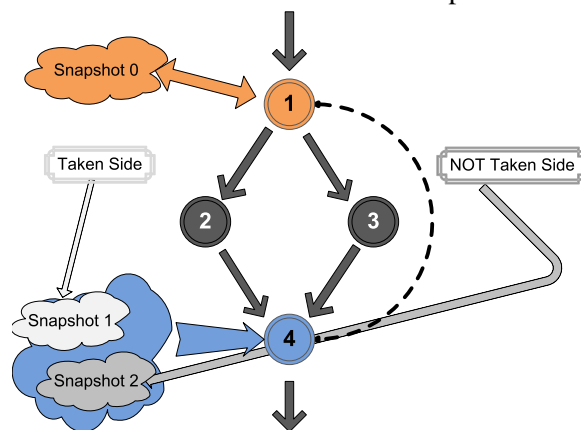 Snapshot 0
1
Taken Side
NOT Taken Side
2
3
Snapshot 1
4
Snapshot 2